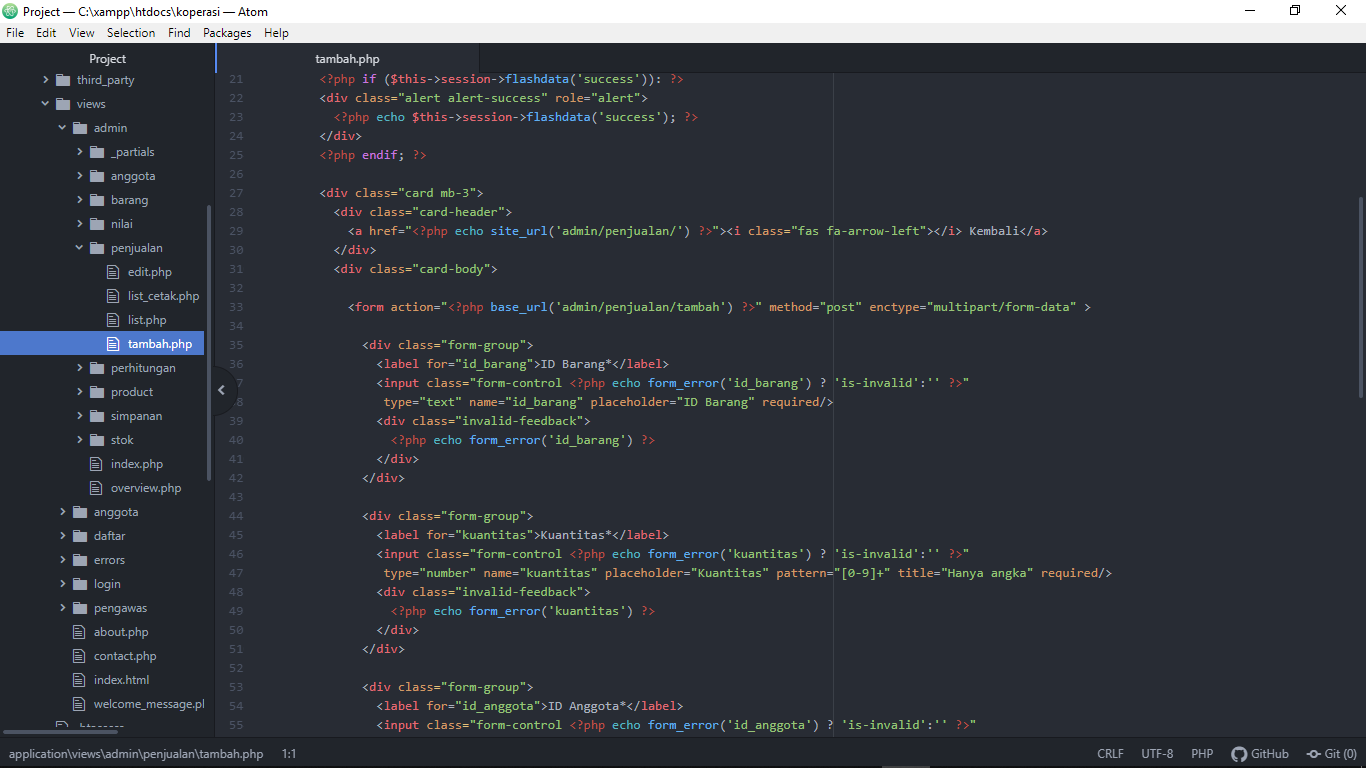 Project — C:\xampp\htdocs\koperasi — Atom
File Edit View Selection Find Packages Help
Project
third_party
views
admin
_partials
anggota
barang
nilai
penjualan
edit.php
list_cetak.php
list.php
tambah.php
perhitungan
product
simpanan
stok
index.php
overview.php
anggota
daftar
errors
login
pengawas
about.php
contact.php
index.html
welcome_message.pl
tambah.php
21 <?php if ($this->session->flashdata('success')): ?>
22 <div class="alert alert-success" role="alert">
23 <?php echo $this->session->flashdata('success'); ?>
24 </div>
25 <?php endif; ?>
26
27 <div class="card mb-3">
28 <div class="card-header">
29 <a href="<?php echo site_url('admin/penjualan/') ?>"><i class="fas fa-arrow-left"></i> Kembali</a>
30 </div>
31 <div class="card-body">
32
33 <form action="<?php base_url('admin/penjualan/tambah') ?>" method="post" enctype="multipart/form-data" >
34
35 <div class="form-group">
36 <label for="id_barang">ID Barang*</label>
7 <input class="form-control <?php echo form_error('id_barang') ? 'is-invalid':'' ?>"
8 type="text" name="id_barang" placeholder="ID Barang" required/>
39 <div class="invalid-feedback">
40 <?php echo form_error('id_barang') ?>
41 </div>
42 </div>
43
44 <div class="form-group">
45 <label for="kuantitas">Kuantitas*</label>
46 <input class="form-control <?php echo form_error('kuantitas') ? 'is-invalid':'' ?>"
47 type="number" name="kuantitas" placeholder="Kuantitas" pattern="[0-9]+" title="Hanya angka" required/>
48 <div class="invalid-feedback">
49 <?php echo form_error('kuantitas') ?>
50 </div>
51 </div>
52
53 <div class="form-group">
54 <label for="id_anggota">ID Anggota*</label>
55 <input class="form-control <?php echo form_error('id_anggota') ? 'is-invalid':'' ?>"
application\views\admin\penjualan\tambah.php 1:1 CRLF UTF-8 PHP GitHub Git (0)